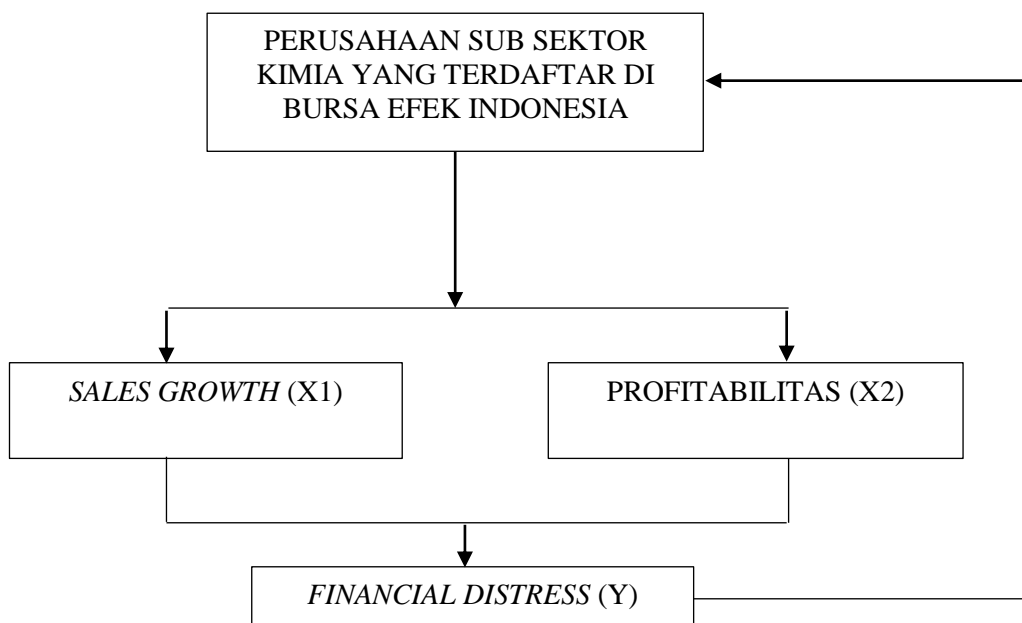 PERUSAHAAN SUB SEKTOR
KIMIA YANG TERDAFTAR DI
BURSA EFEK INDONESIA
SALES GROWTH (X1)
PROFITABILITAS (X2)
FINANCIAL DISTRESS (Y)